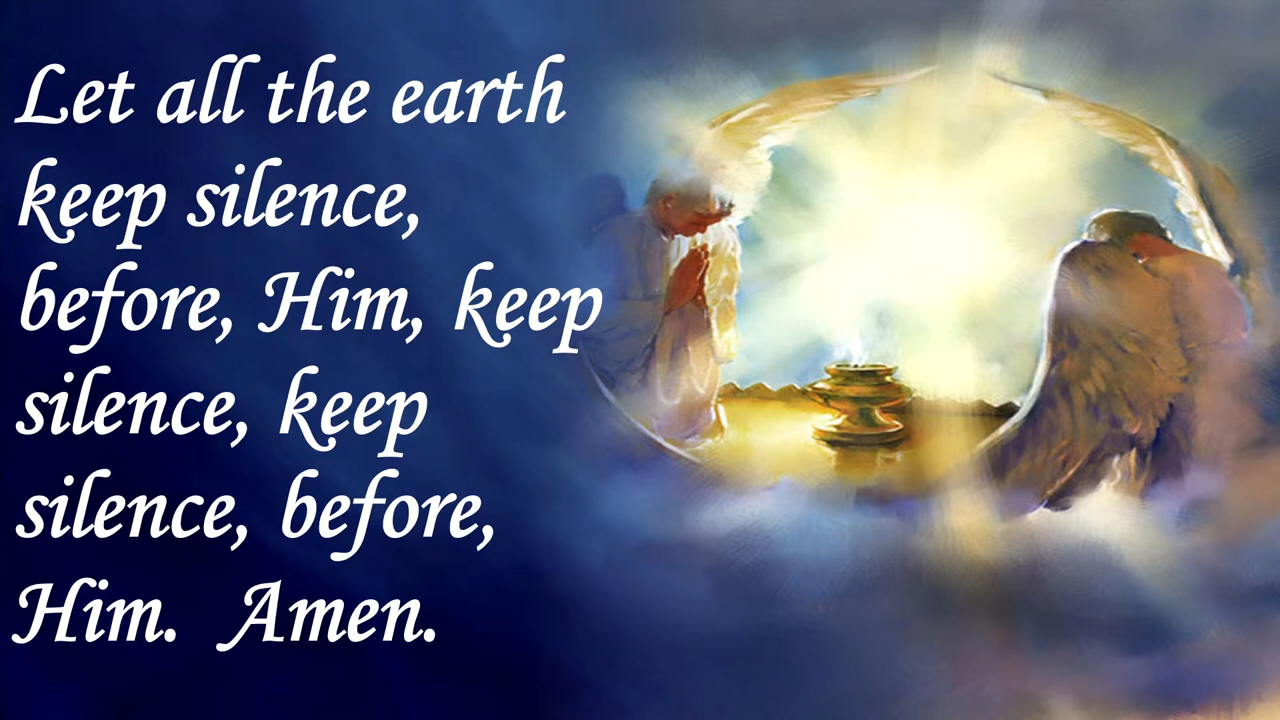 Let all the earth
keep silence,
before, Him, keep
silence, keep
silence, before,
Him.  Amen.